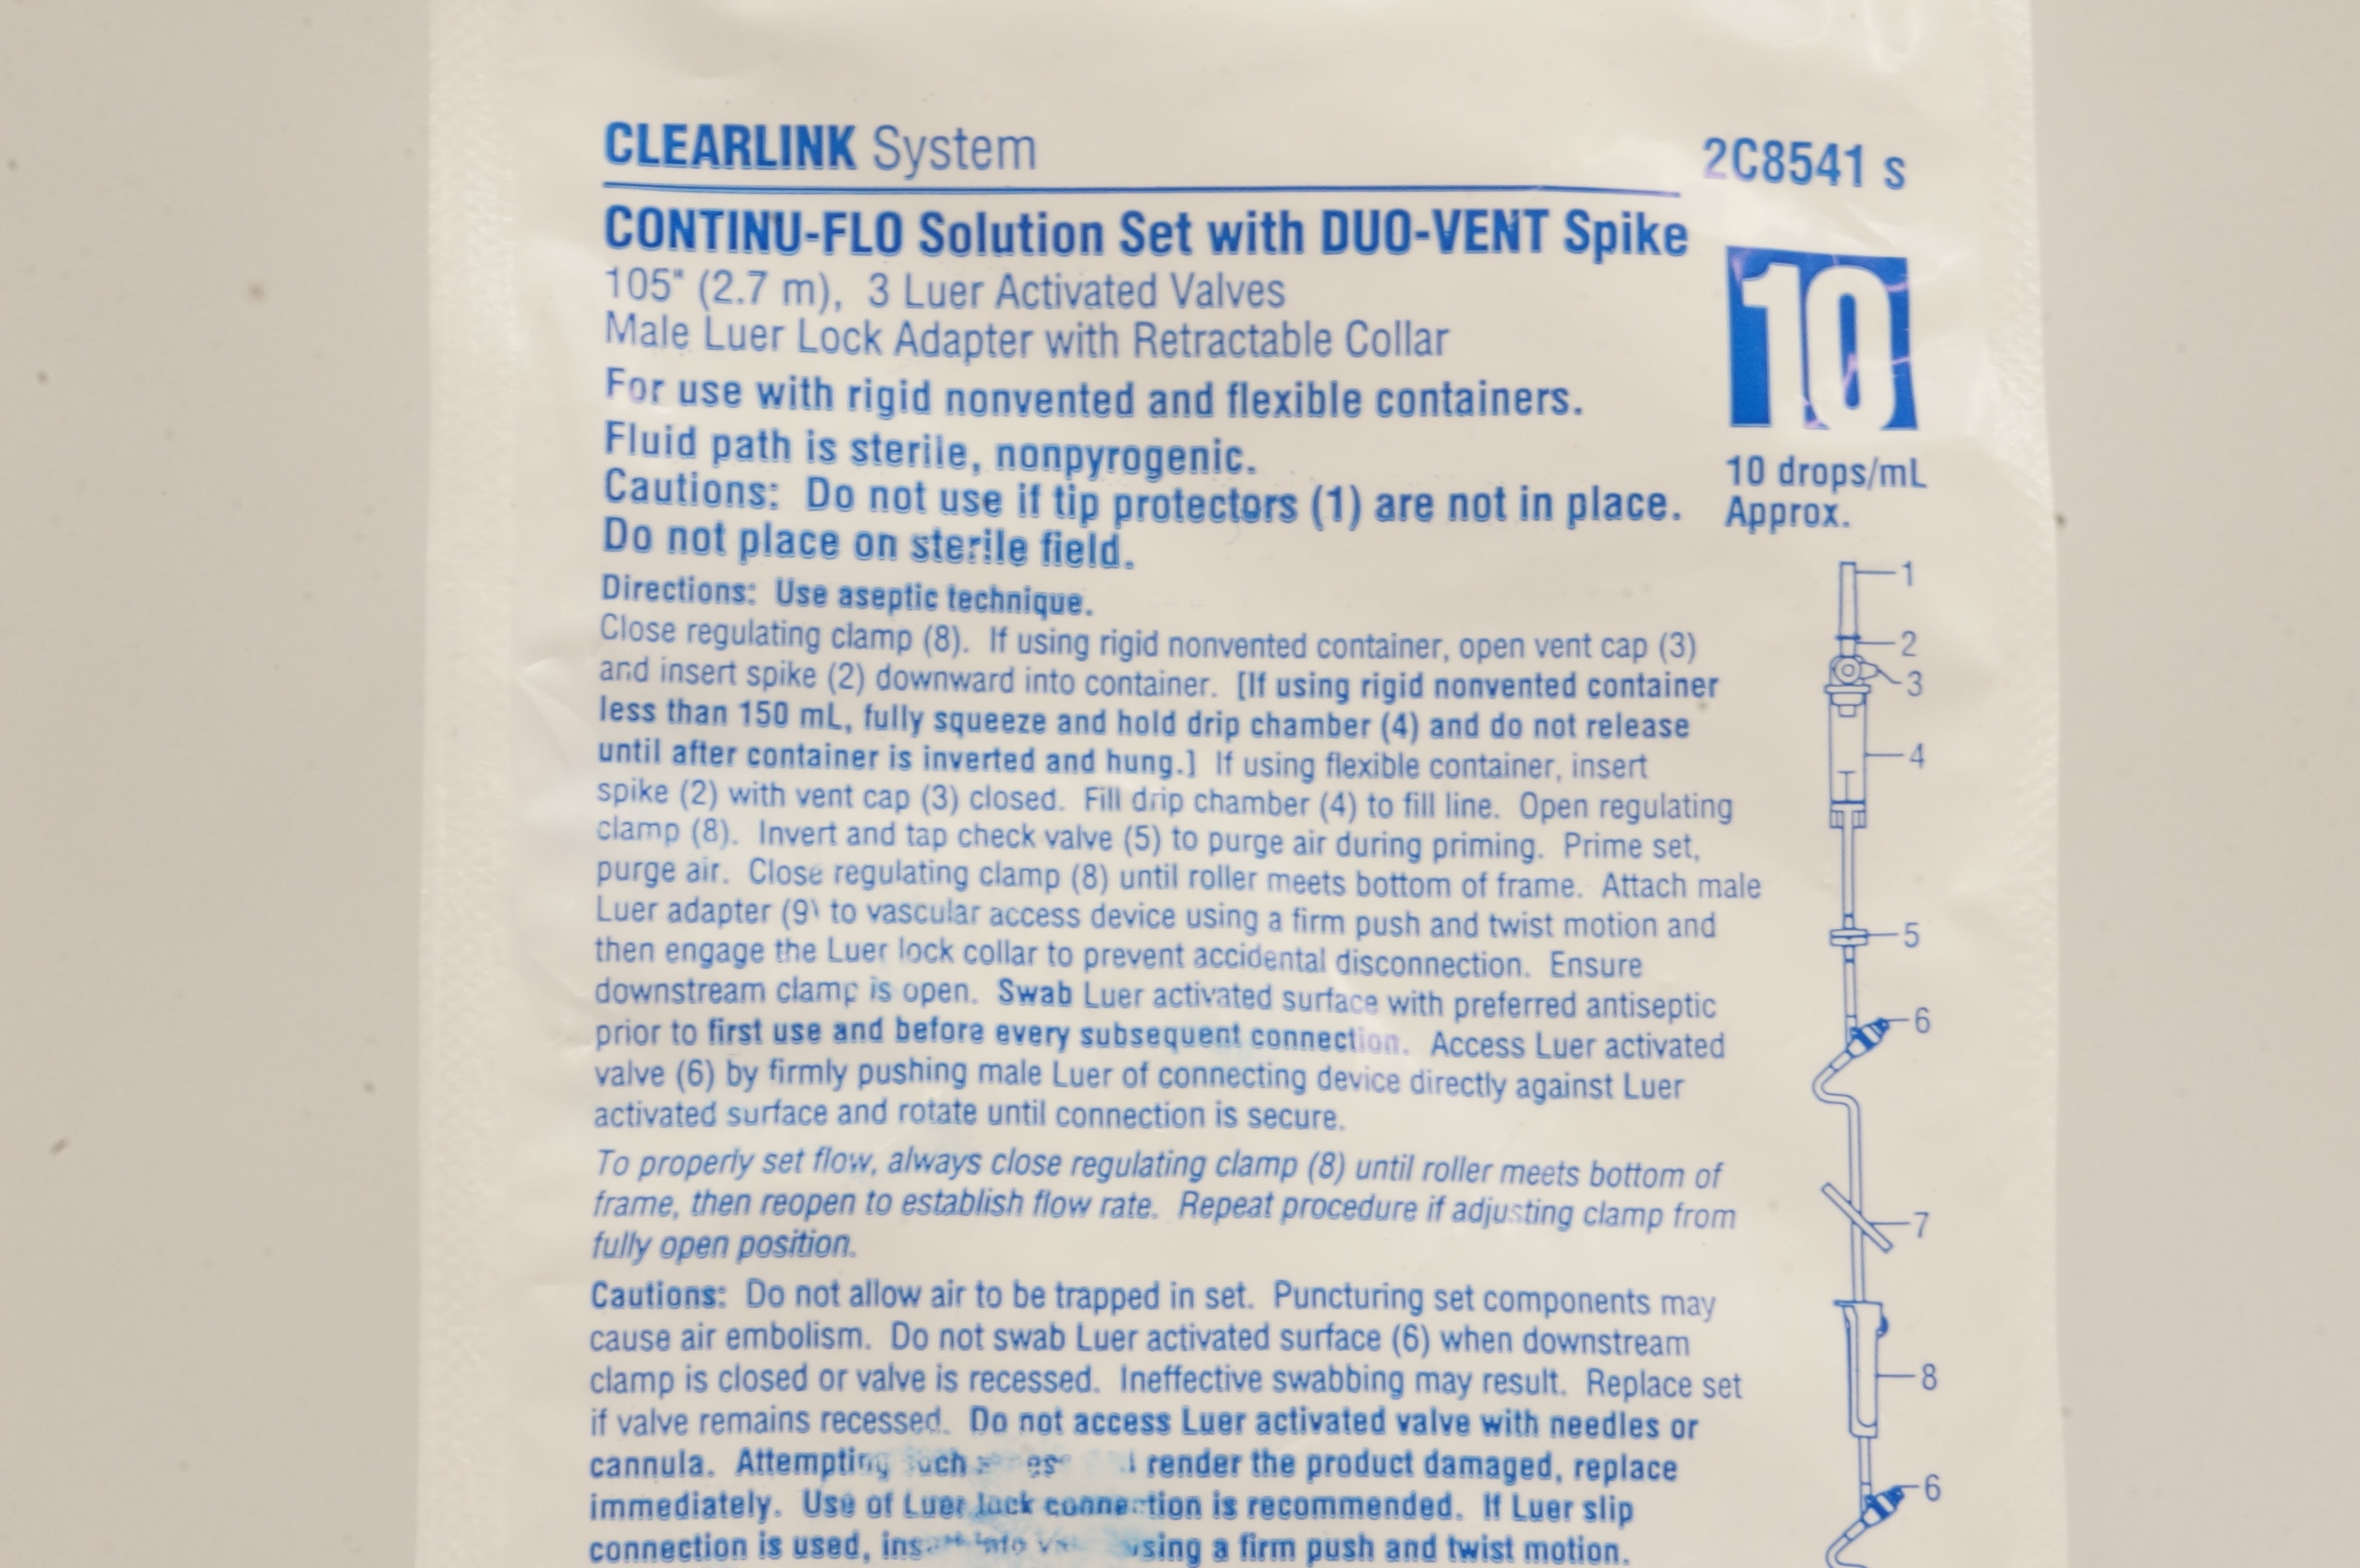 CLEARLINK System
2C8541 s
CONTINU-FLO Solution Set with DUO-VENT Spike
105" (2.7 m), 3 Luer Activated Valves
Male Luer Lock Adapter with Retractable Collar
10
For use with rigid nonvented and flexible containers.
Fluid path is sterile, nonpyrogenic.
10 drops/mL
Approx.
Cautions: Do not use if tip protectors (1) are not in place.
Do not place on sterile field.
Directions: Use aseptic technique.
Close regulating clamp (8). If using rigid nonvented container, open vent cap (3)
and insert spike (2) downward into container. [If using rigid nonvented container
less than 150 mL, fully squeeze and hold drip chamber (4) and do not release
until after container is inverted and hung.] If using flexible container, insert
spike (2) with vent cap (3) closed. Fill drip chamber (4) to fill line. Open regulating
clamp (8). Invert and tap check valve (5) to purge air during priming. Prime set,
purge air. Close regulating clamp (8) until roller meets bottom of frame. Attach male
Luer adapter (9) to vascular access device using a firm push and twist motion and
then engage the Luer lock collar to prevent accidental disconnection. Ensure
downstream clamp is open. Swab Luer activated surface with preferred antiseptic
prior to first use and before every subsequent connection. Access Luer activated
valve (6) by firmly pushing male Luer of connecting device directly against Luer
activated surface and rotate until connection is secure.
To properly set flow, always close regulating clamp (8) until roller meets bottom of
frame, then reopen to establish flow rate. Repeat procedure if adjusting clamp from
fully open position.
Cautions: Do not allow air to be trapped in set. Puncturing set components may
cause air embolism. Do not swab Luer activated surface (6) when downstream
clamp is closed or valve is recessed. Ineffective swabbing may result. Replace set
if valve remains recessed. Do not access Luer activated valve with needles or
cannula. Attempting such render the product damaged, replace
immediately. Use of Luer lock connection is recommended. If Luer slip
connection is used, insert into using a firm push and twist motion.
1
2
3
4
5
6
7
8
6